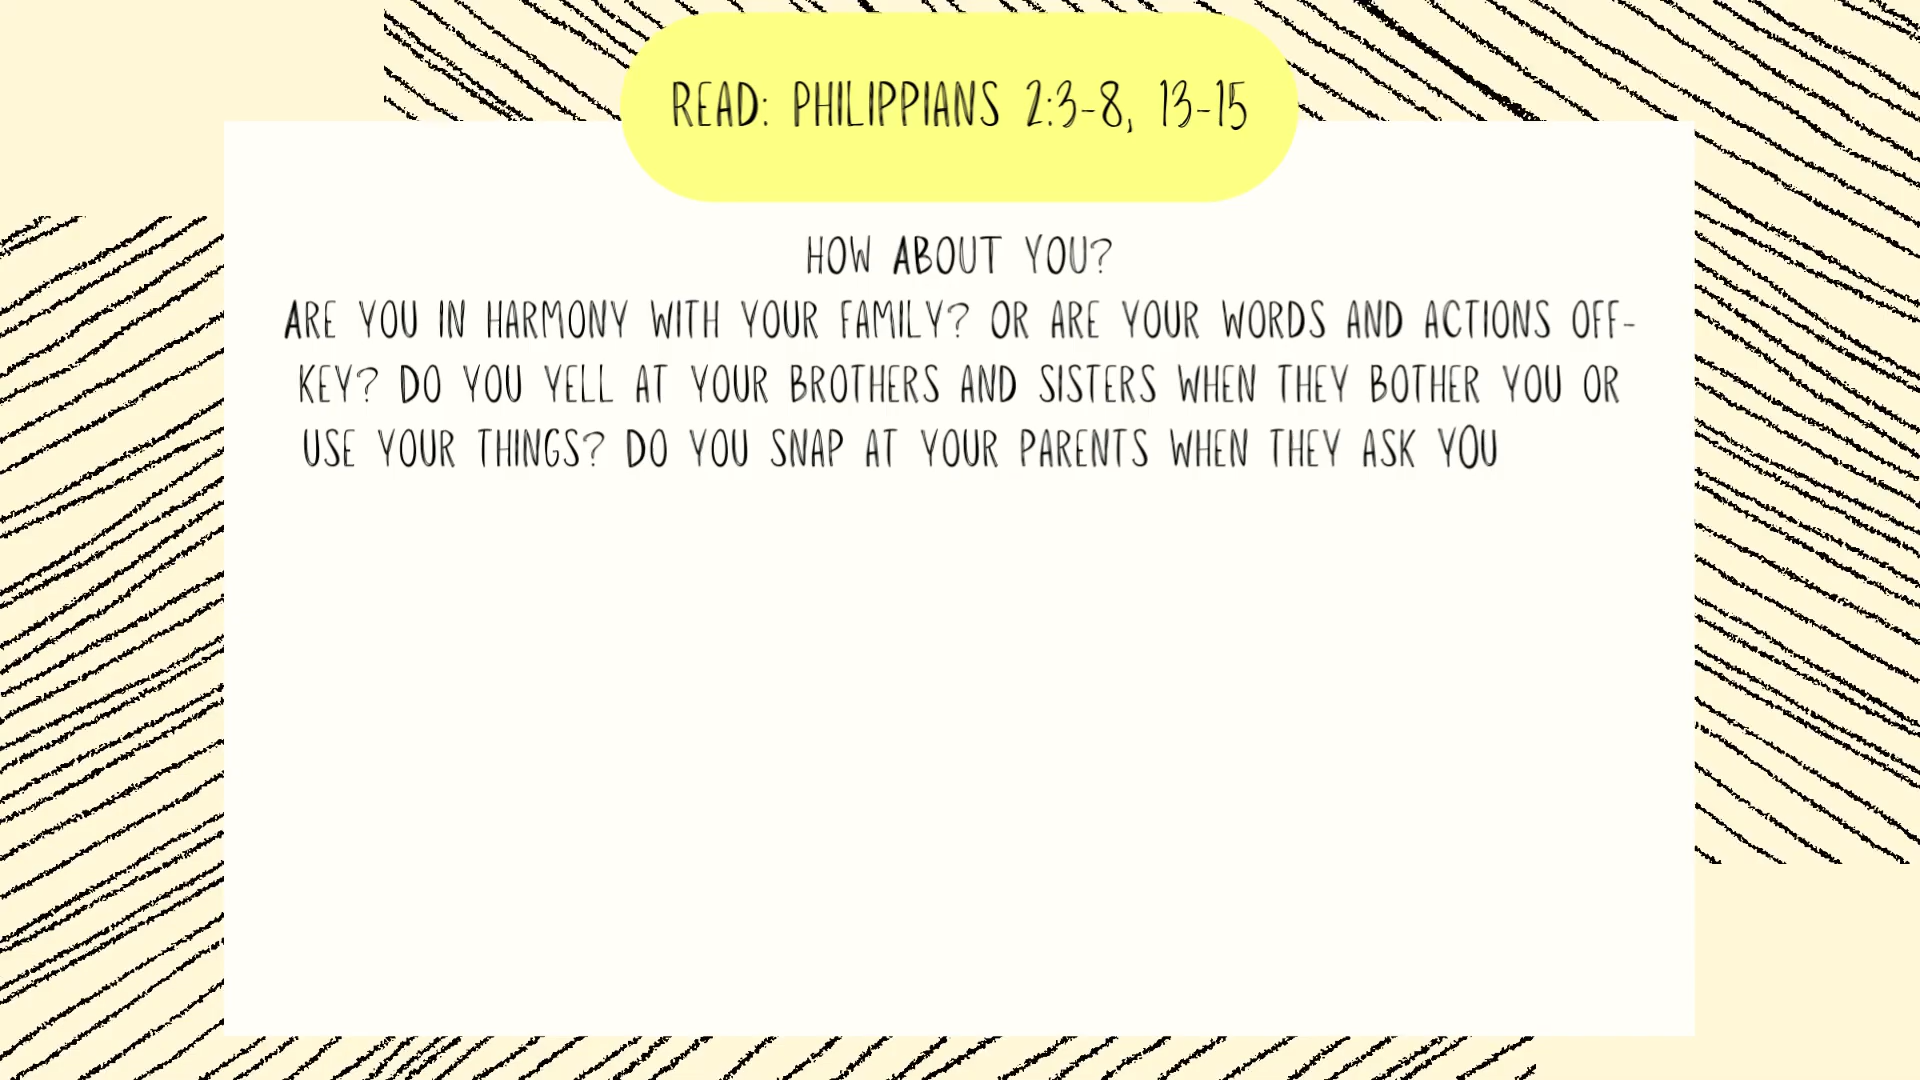 READ: PHILIPPIANS 2:3-8, 13-15
HOW ABOUT YOU?
ARE YOU IN HARMONY WITH YOUR FAMILY? OR ARE YOUR WORDS AND ACTIONS OFF-
KEY? DO YOU YELL AT YOUR BROTHERS AND SISTERS WHEN THEY BOTHER YOU OR
USE YOUR THINGS? DO YOU SNAP AT YOUR PARENTS WHEN THEY ASK YOU